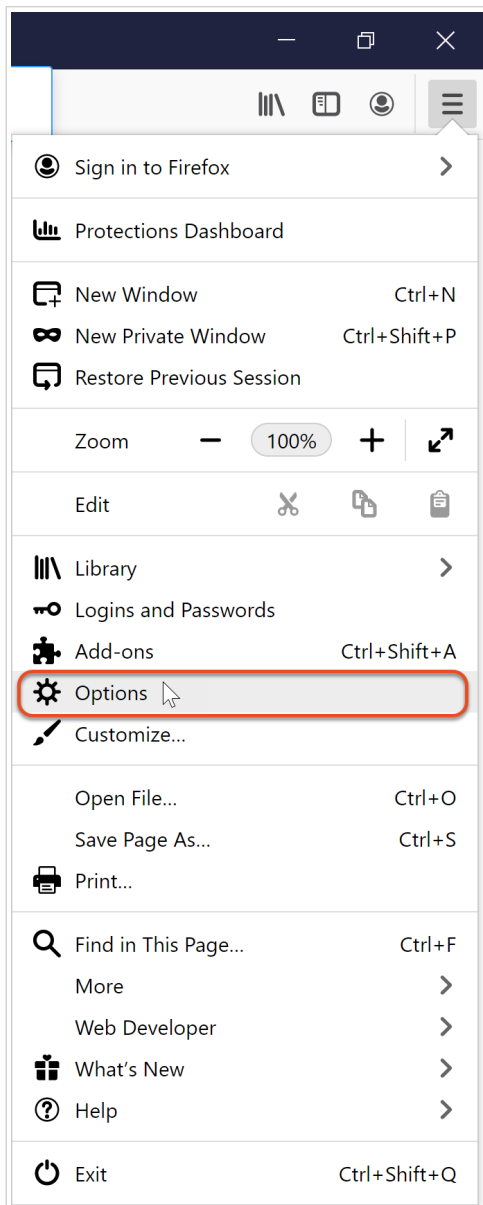 Sign in to Firefox
Protections Dashboard
New Window Ctrl+N
New Private Window Ctrl+Shift+P
Restore Previous Session
Zoom 100%
Edit
Library
Logins and Passwords
Add-ons Ctrl+Shift+A
Options
Customize...
Open File... Ctrl+O
Save Page As... Ctrl+S
Print...
Find in This Page... Ctrl+F
More
Web Developer
What's New
Help
Exit Ctrl+Shift+Q